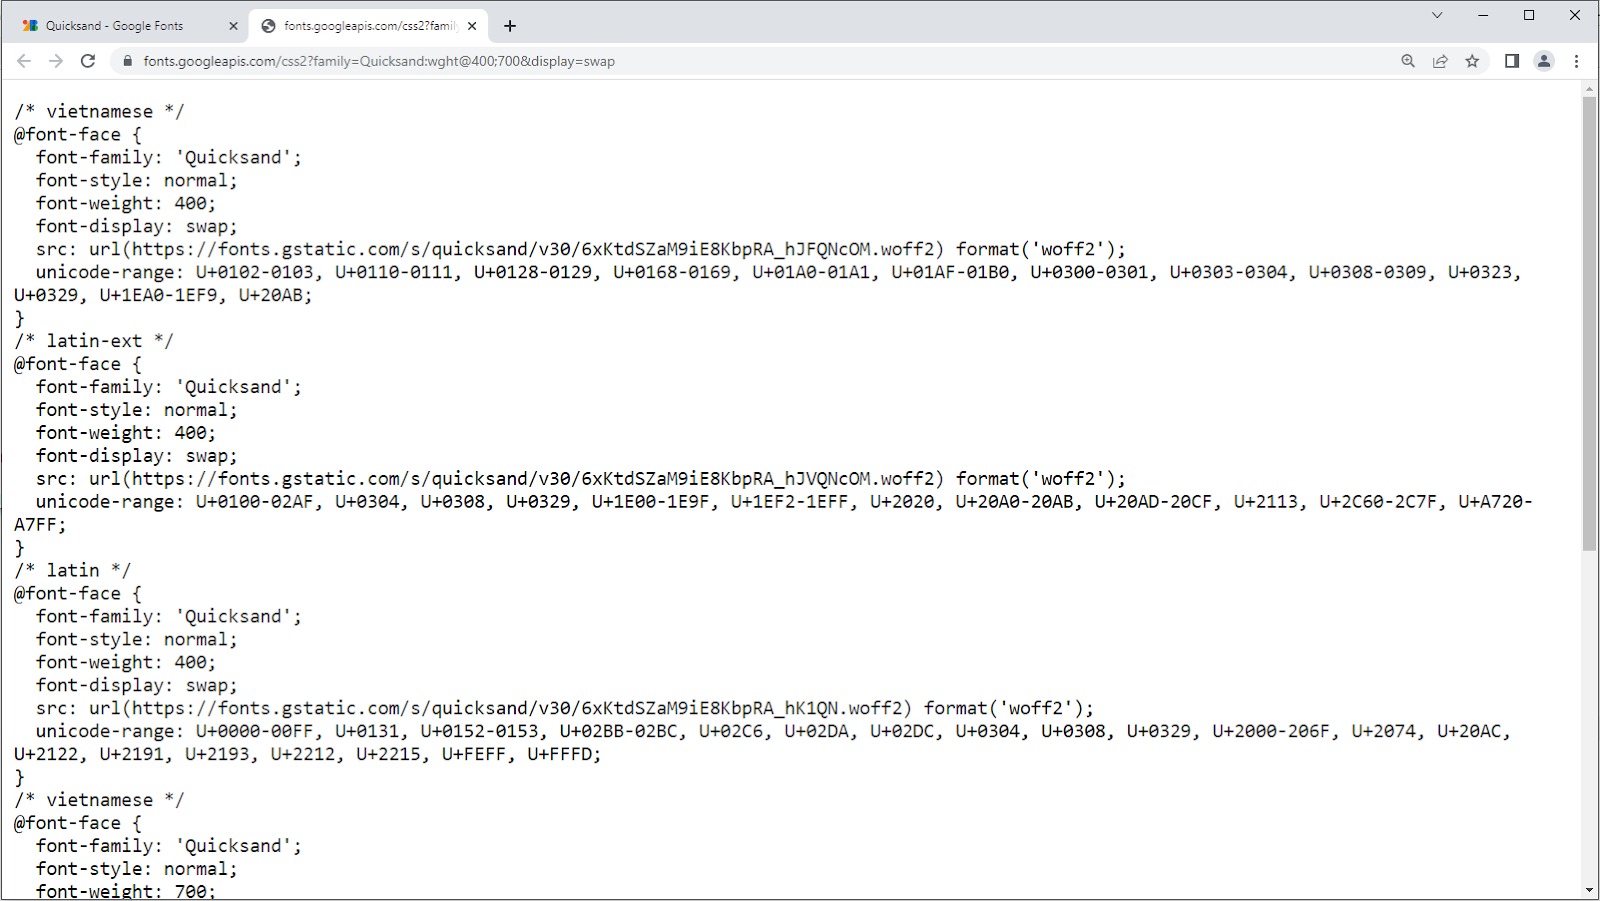 Quicksand - Google Fonts
fonts.googleapis.com/css2?famil
fonts.googleapis.com/css2?family=Quicksand:wght@400;700&display=swap
/* vietnamese */
@font-face {
  font-family: 'Quicksand';
  font-style: normal;
  font-weight: 400;
  font-display: swap;
  src: url(https://fonts.gstatic.com/s/quicksand/v30/6xKtdSZaM9iE8KbpRA_hJFQNcOM.woff2) format('woff2');
  unicode-range: U+0102-0103, U+0110-0111, U+0128-0129, U+0168-0169, U+01A0-01A1, U+01AF-01B0, U+0300-0301, U+0303-0304, U+0308-0309, U+0323,
U+0329, U+1EA0-1EF9, U+20AB;
}
/* latin-ext */
@font-face {
  font-family: 'Quicksand';
  font-style: normal;
  font-weight: 400;
  font-display: swap;
  src: url(https://fonts.gstatic.com/s/quicksand/v30/6xKtdSZaM9iE8KbpRA_hJVQNcOM.woff2) format('woff2');
  unicode-range: U+0100-02AF, U+0304, U+0308, U+0329, U+1E00-1E9F, U+1EF2-1EFF, U+2020, U+20A0-20AB, U+20AD-20CF, U+2113, U+2C60-2C7F, U+A720-
A7FF;
}
/* latin */
@font-face {
  font-family: 'Quicksand';
  font-style: normal;
  font-weight: 400;
  font-display: swap;
  src: url(https://fonts.gstatic.com/s/quicksand/v30/6xKtdSZaM9iE8KbpRA_hK1QN.woff2) format('woff2');
  unicode-range: U+0000-00FF, U+0131, U+0152-0153, U+02BB-02BC, U+02C6, U+02DA, U+02DC, U+0304, U+0308, U+0329, U+2000-206F, U+2074, U+20AC,
U+2122, U+2191, U+2193, U+2212, U+2215, U+FEFF, U+FFFD;
}
/* vietnamese */
@font-face {
  font-family: 'Quicksand';
  font-style: normal;
  font-weight: 700;